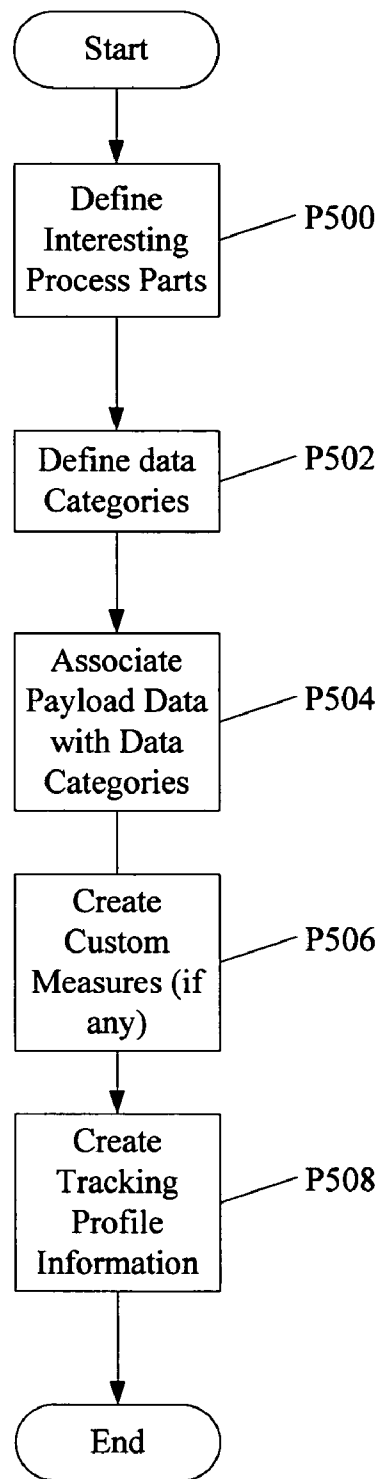 Start
Define
Interesting
Process Parts
P500
Define data
Categories
P502
Associate
Payload Data
with Data
Categories
P504
Create
Custom
Measures (if
any)
P506
Create
Tracking
Profile
Information
P508
End